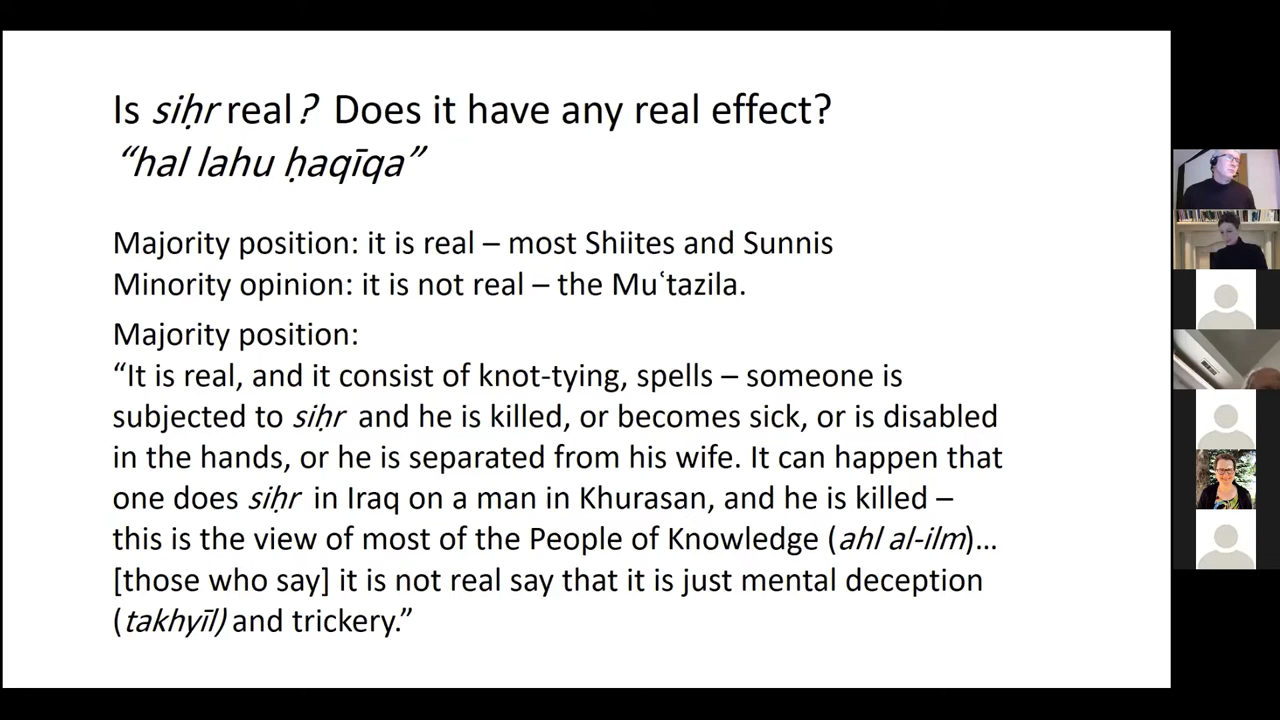 Is siḥr real? Does it have any real effect?
“hal lahu ḥaqīqa”
Majority position: it is real – most Shiites and Sunnis
Minority opinion: it is not real – the Muʿtazila.
Majority position:
“It is real, and it consist of knot-tying, spells – someone is
subjected to siḥr and he is killed, or becomes sick, or is disabled
in the hands, or he is separated from his wife. It can happen that
one does siḥr in Iraq on a man in Khurasan, and he is killed –
this is the view of most of the People of Knowledge (ahl al-ilm)…
[those who say] it is not real say that it is just mental deception
(takhyīl) and trickery.”